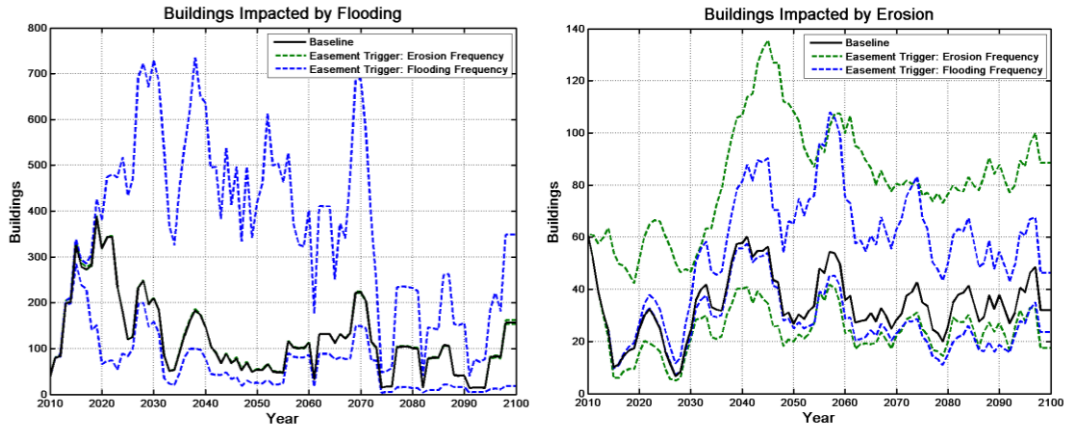 Buildings Impacted by Flooding
800
700
600
500
400
300
200
100
0
Buildings
2010 2020 2030 2040 2050 2060 2070 2080 2090 2100
Year
Baseline
Easement Trigger: Erosion Frequency
Easement Trigger: Flooding Frequency
Buildings Impacted by Erosion
140
120
100
80
60
40
20
0
Buildings
2010 2020 2030 2040 2050 2060 2070 2080 2090 2100
Year
Baseline
Easement Trigger: Erosion Frequency
Easement Trigger: Flooding Frequency